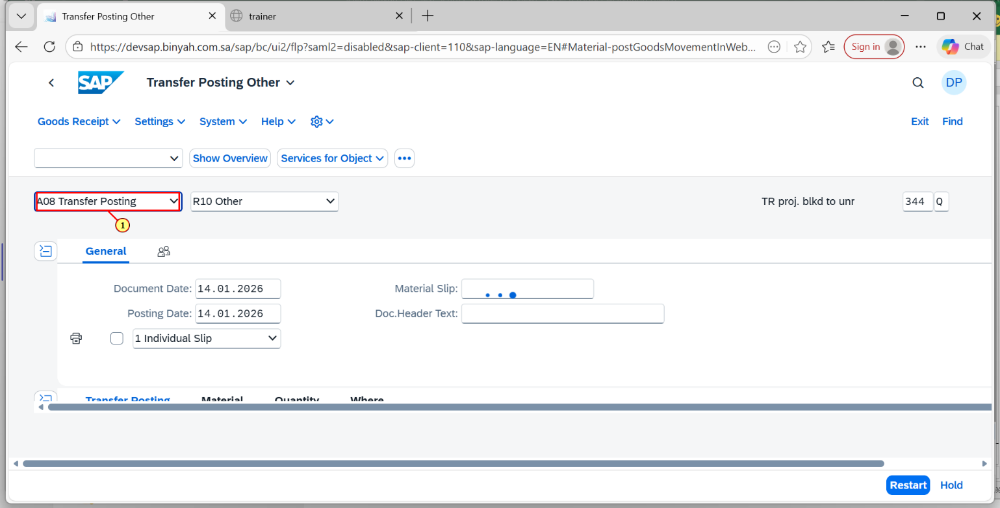 Transfer Posting Other
trainer
https://devsap.binyah.com.sa/sap/bc/ui2/flp?saml2=disabled&sap-client=110&sap-language=EN#Material-postGoodsMovementInWeb...
Sign in
Chat
SAP
Transfer Posting Other
DP
Goods Receipt
Settings
System
Help
Exit
Find
Show Overview
Services for Object
A08 Transfer Posting
R10 Other
TR proj. blkd to unr
344
Q
1
General
Document Date:
14.01.2026
Material Slip:
Posting Date:
14.01.2026
Doc.Header Text:
1 Individual Slip
Transfer Posting
Material
Quantity
Where
Restart
Hold